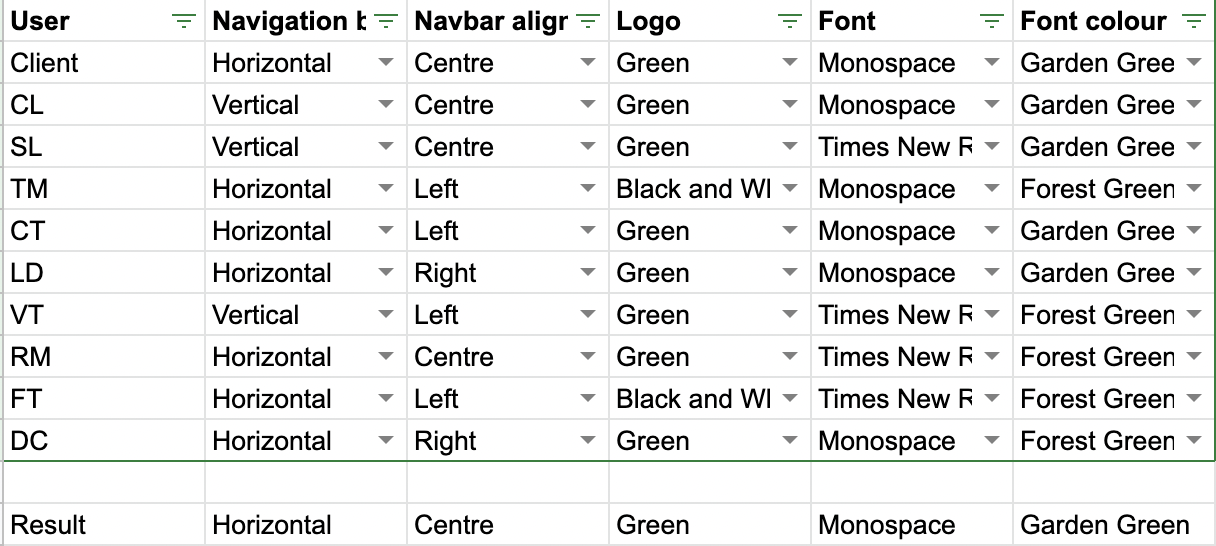 User Navigation b Navbar aligr Logo Font Font colour
Client Horizontal Centre Green Monospace Garden Gree
CL Vertical Centre Green Monospace Garden Gree
SL Vertical Centre Green Times New R Garden Gree
TM Horizontal Left Black and Wl Monospace Forest Green
CT Horizontal Left Green Monospace Garden Gree
LD Horizontal Right Green Monospace Garden Gree
VT Vertical Left Green Times New R Forest Green
RM Horizontal Centre Green Times New R Forest Green
FT Horizontal Left Black and Wl Times New R Forest Green
DC Horizontal Right Green Monospace Forest Green
Result Horizontal Centre Green Monospace Garden Green